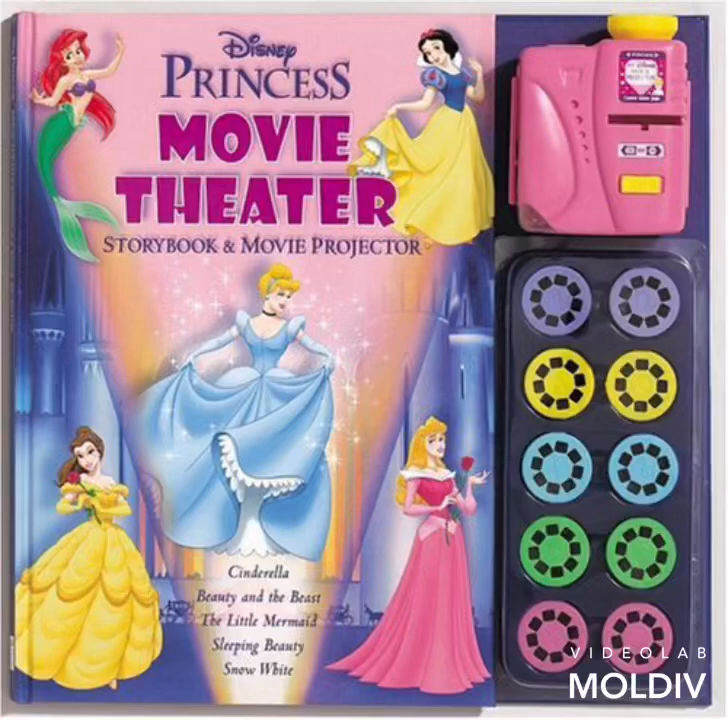 Disney
PRINCESS
MOVIE
THEATER
STORYBOOK & MOVIE PROJECTOR
Cinderella
Beauty and the Beast
The Little Mermaid
Sleeping Beauty
Snow White
VIDEOLAB
MOLDIV